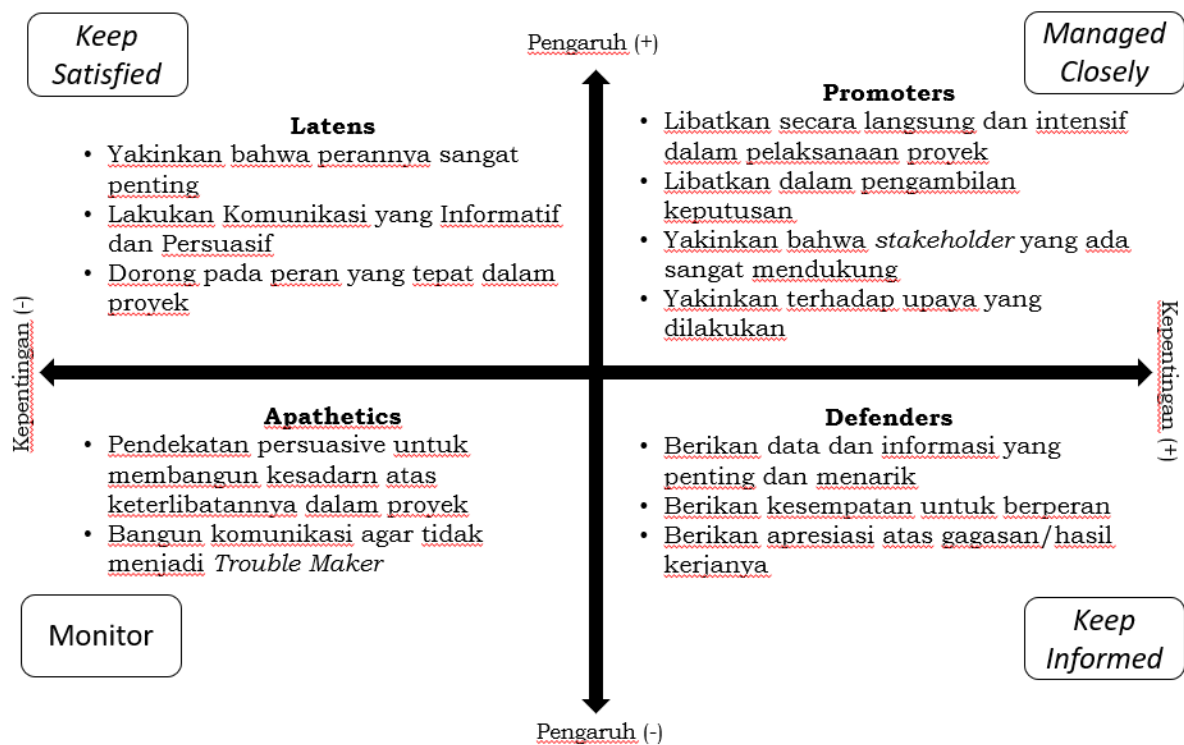 Keep
Satisfied
Pengaruh (+)
Managed
Closely
Latens
• Yakinkan bahwa perannya sangat
penting
• Lakukan Komunikasi yang Informatif
dan Persuasif
• Dorong pada peran yang tepat dalam
proyek
Promoters
• Libatkan secara langsung dan intensif
dalam pelaksanaan proyek
• Libatkan dalam pengambilan
keputusan
• Yakinkan bahwa stakeholder yang ada
sangat mendukung
• Yakinkan terhadap upaya yang
dilakukan
Kepentingan (-)
Kepentingan (+)
Apathetics
• Pendekatan persuasive untuk
membangun kesadarn atas
keterlibatannya dalam proyek
• Bangun komunikasi agar tidak
menjadi Trouble Maker
Defenders
• Berikan data dan informasi yang
penting dan menarik
• Berikan kesempatan untuk berperan
• Berikan apresiasi atas gagasan/hasil
kerjanya
Monitor
Keep
Informed
Pengaruh (-)